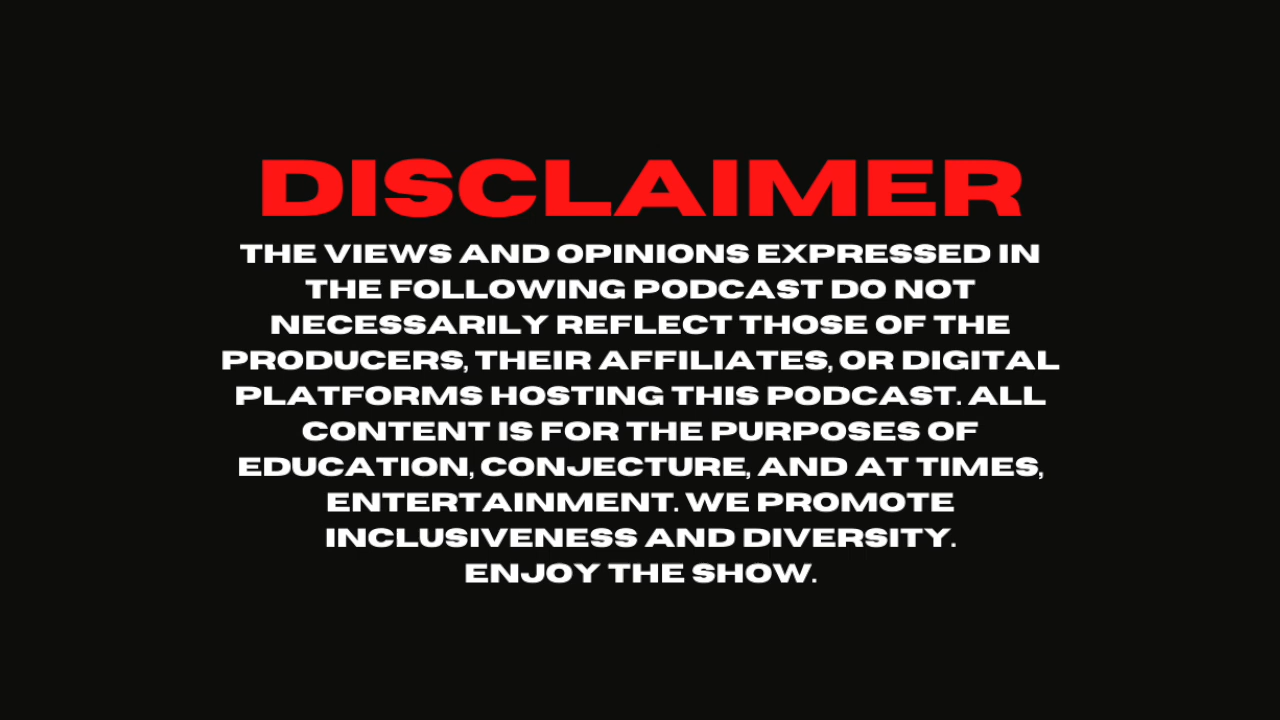 DISCLAIMER
THE VIEWS AND OPINIONS EXPRESSED IN
THE FOLLOWING PODCAST DO NOT
NECESSARILY REFLECT THOSE OF THE
PRODUCERS, THEIR AFFILIATES, OR DIGITAL
PLATFORMS HOSTING THIS PODCAST. ALL
CONTENT IS FOR THE PURPOSES OF
EDUCATION, CONJECTURE, AND AT TIMES,
ENTERTAINMENT. WE PROMOTE
INCLUSIVENESS AND DIVERSITY.
ENJOY THE SHOW.